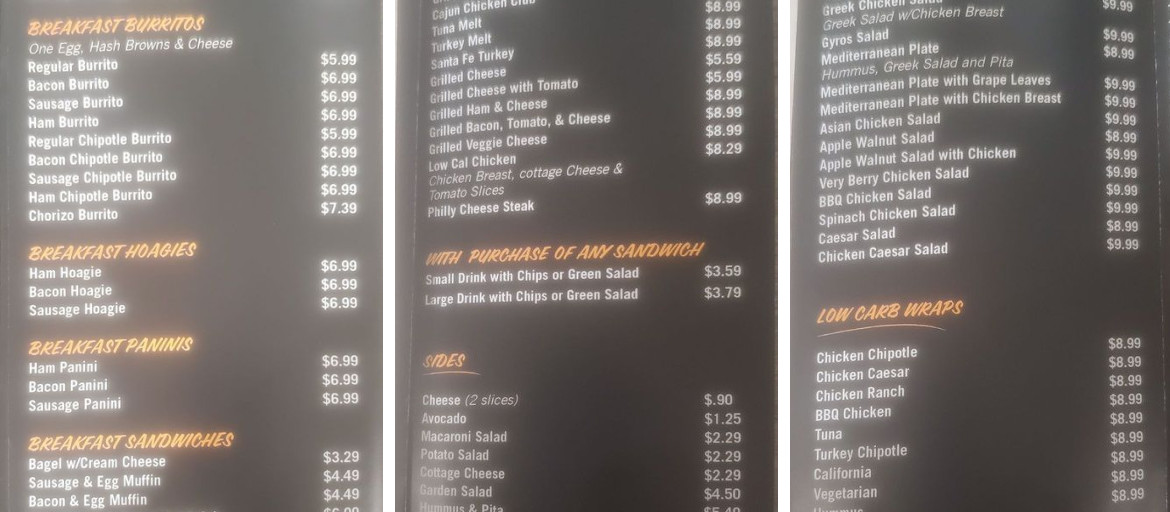 BREAKFAST BURRITOS
One Egg, Hash Browns & Cheese
Regular Burrito $5.99
Bacon Burrito $6.99
Sausage Burrito $6.99
Ham Burrito $6.99
Regular Chipotle Burrito $5.99
Bacon Chipotle Burrito $6.99
Sausage Chipotle Burrito $6.99
Ham Chipotle Burrito $6.99
Chorizo Burrito $7.39
BREAKFAST HOAGIES
Ham Hoagie $6.99
Bacon Hoagie $6.99
Sausage Hoagie $6.99
BREAKFAST PANINIS
Ham Panini $6.99
Bacon Panini $6.99
Sausage Panini $6.99
BREAKFAST SANDWICHES
Bagel w/Cream Cheese $3.29
Sausage & Egg Muffin $4.49
Bacon & Egg Muffin $4.49
Cajun Chicken Club
Tuna Melt $8.99
Turkey Melt $8.99
Santa Fe Turkey $8.99
Grilled Cheese $5.59
Grilled Cheese with Tomato $5.99
Grilled Ham & Cheese $8.99
Grilled Bacon, Tomato, & Cheese $8.99
Grilled Veggie Cheese $8.99
Low Cal Chicken $8.29
Chicken Breast, cottage Cheese &
Tomato Slices
Philly Cheese Steak $8.99
WITH PURCHASE OF ANY SANDWICH
Small Drink with Chips or Green Salad $3.59
Large Drink with Chips or Green Salad $3.79
SIDES
Cheese (2 slices) $.90
Avocado $1.25
Macaroni Salad $2.29
Potato Salad $2.29
Cottage Cheese $2.29
Garden Salad $4.50
Hummus & Pita
Greek Chicken Salad $9.99
Greek Salad w/Chicken Breast
Gyros Salad $9.99
Mediterranean Plate $8.99
Hummus, Greek Salad and Pita
Mediterranean Plate with Grape Leaves $9.99
Mediterranean Plate with Chicken Breast $9.99
Asian Chicken Salad $9.99
Apple Walnut Salad $8.99
Apple Walnut Salad with Chicken $9.99
Very Berry Chicken Salad $9.99
BBQ Chicken Salad $9.99
Spinach Chicken Salad $9.99
Caesar Salad $8.99
Chicken Caesar Salad $9.99
LOW CARB WRAPS
Chicken Chipotle $8.99
Chicken Caesar $8.99
Chicken Ranch $8.99
BBQ Chicken $8.99
Tuna $8.99
Turkey Chipotle $8.99
California $8.99
Vegetarian $8.99
Hummus $8.99